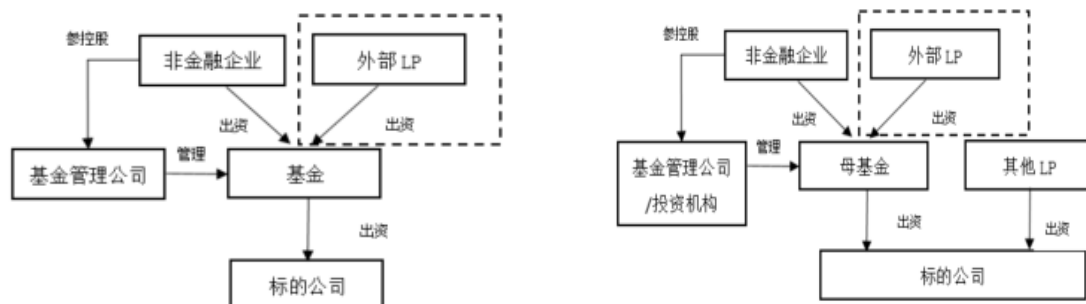 参控股
非金融企业
外部 LP
出资
出资
基金管理公司
管理
基金
出资
标的公司
参控股
非金融企业
外部 LP
出资
出资
基金管理公司
/投资机构
管理
母基金
其他 LP
出资
出资
标的公司